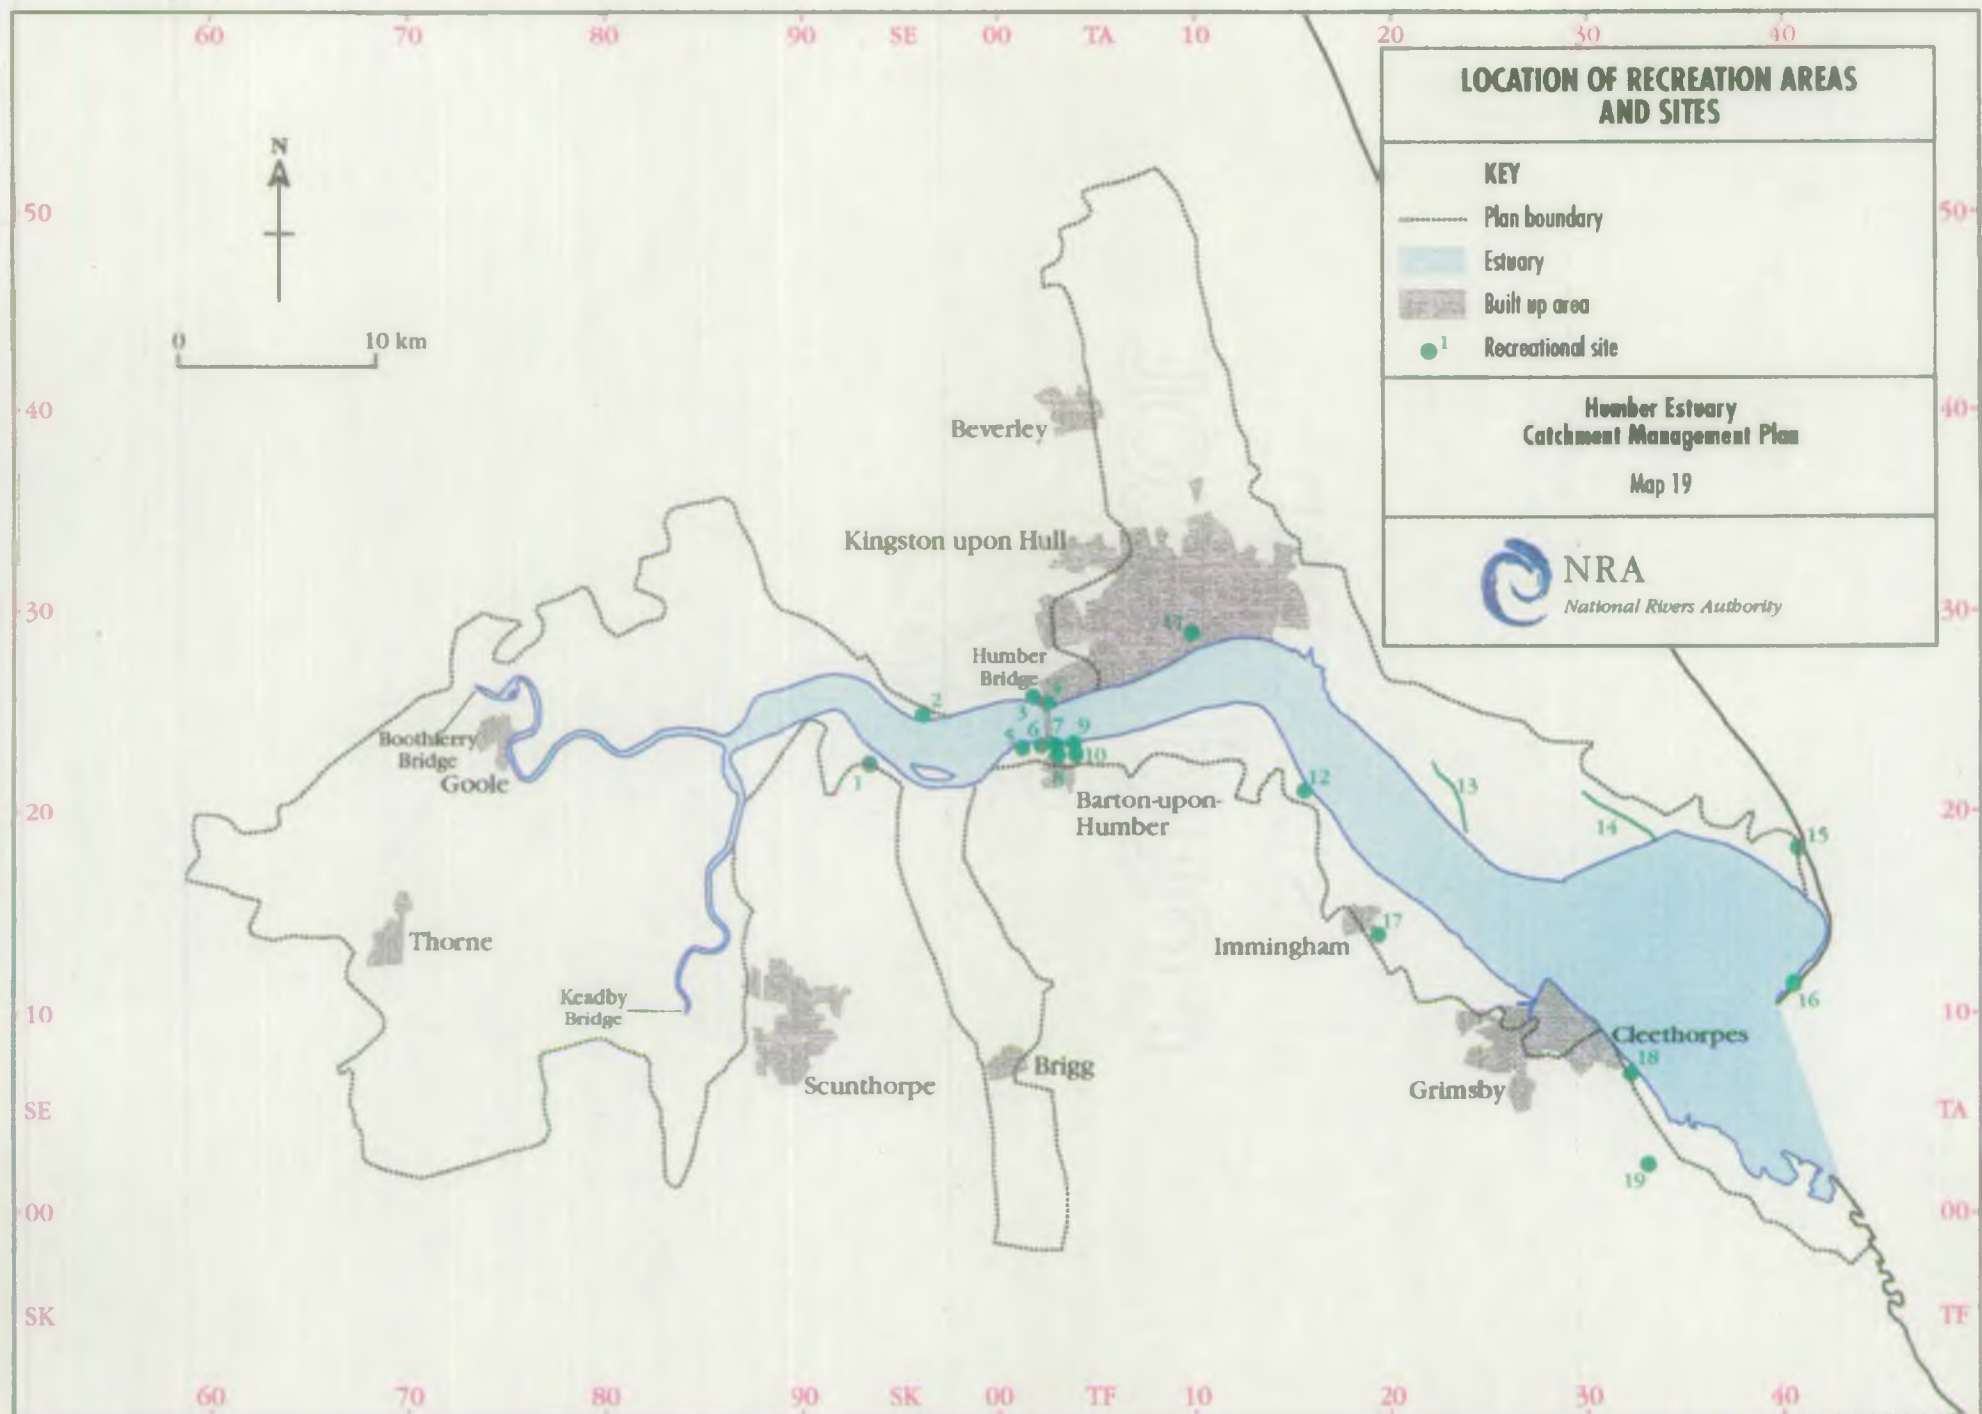 60 70 80 90 SE 00 TA 10 20 30 40
LOCATION OF RECREATION AREAS
AND SITES
KEY
Plan boundary
Estuary
Built up area
1 Recreational site
Humber Estuary
Catchment Management Plan
Map 19
NRA
National Rivers Authority
N
0 10 km
50 50
40 40
30 30
20 20
10 10
SE TA
00 00
SK TF
Beverley
Kingston upon Hull
11
Humber
Bridge
2
3
4
5
6
7
9
10
8
1
Boothferry
Bridge
Goole
Barton-upon-
Humber
12
13
14
15
Thorne
Immingham
17
16
Keadby
Bridge
Scunthorpe
Brigg
Cleethorpes
18
Grimsby
19
60 70 80 90 SK 00 TF 10 20 30 40